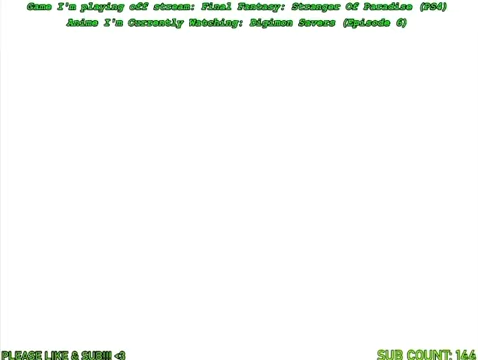 Game I'm playing off stream: Final Fantasy: Stranger Of Paradise (PS4)
Anime I'm Currently Watching: Digimon Savers (Episode 6)
PLEASE LIKE & SUB!!! <3
SUB COUNT: 144